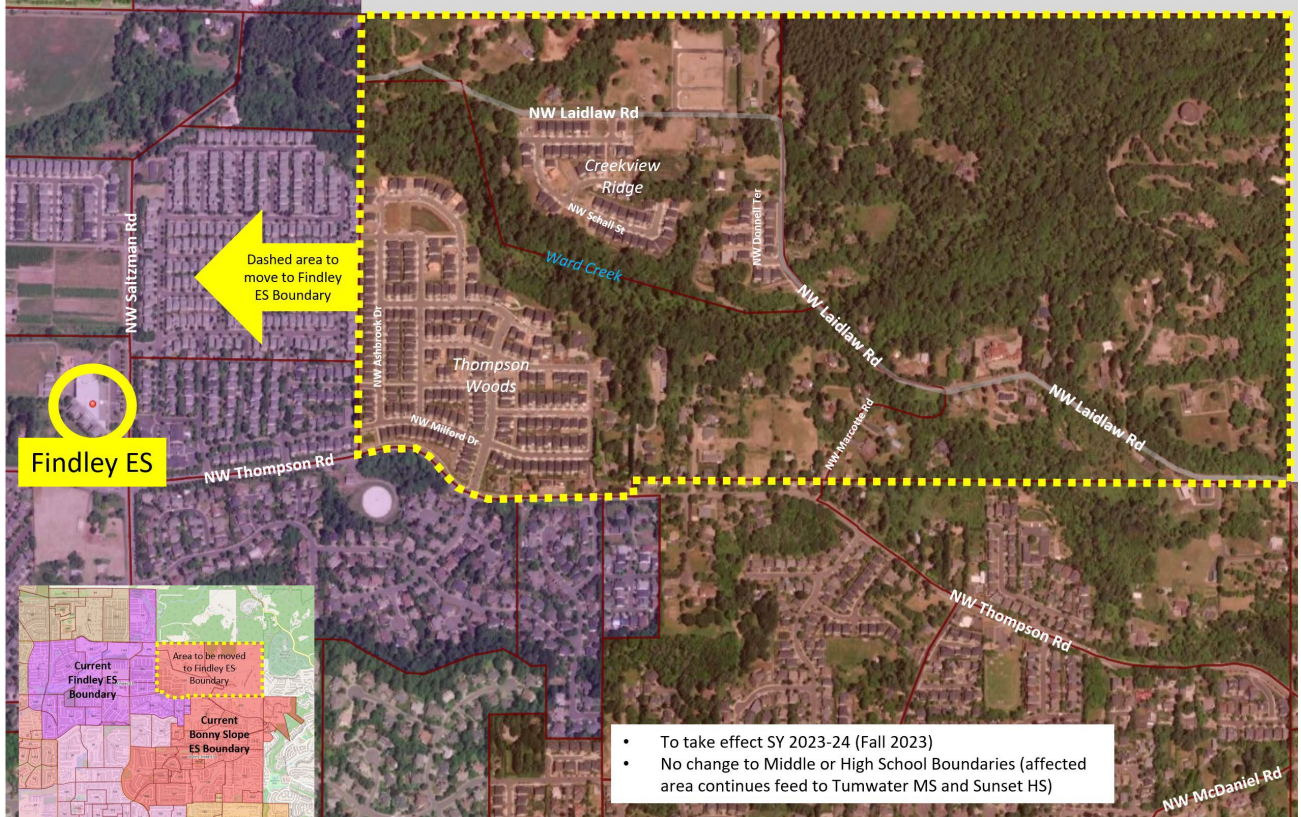 NW Laidlaw Rd
Creekview
Ridge
NW Schall St
NW Donnell Ter
NW Saltzman Rd
Dashed area to
move to Findley
ES Boundary
Ward Creek
NW Laidlaw Rd
NW Ashbrook Dr
Thompson
Woods
NW Laidlaw Rd
NW Marcotte Rd
NW Milford Dr
Findley ES
NW Thompson Rd
NW Thompson Rd
Current
Findley ES
Boundary
Area to be moved
to Findley ES
Boundary
Current
Bonny Slope
ES Boundary
• To take effect SY 2023-24 (Fall 2023)
• No change to Middle or High School Boundaries (affected
area continues feed to Tumwater MS and Sunset HS)
NW McDaniel Rd